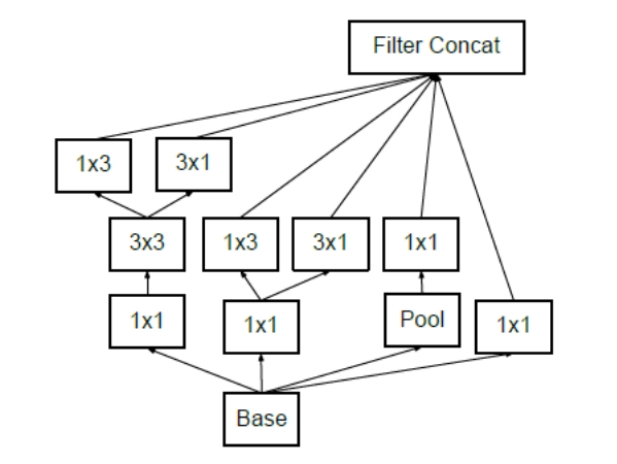 Filter Concat
1x3
3x1
3x3
1x3
3x1
1x1
1x1
1x1
Pool
1x1
Base